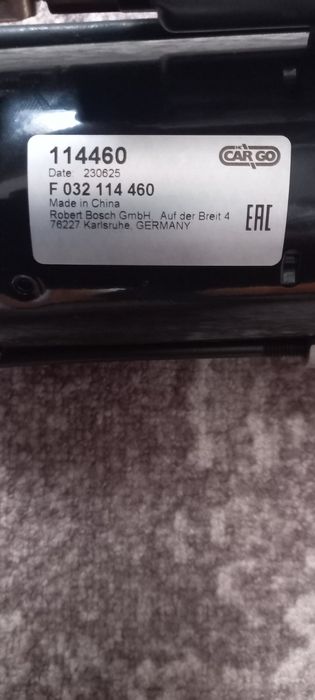 114460
HC
CARGO
Date: 230625
F 032 114 460
Made in China
Robert Bosch GmbH, Auf der Breit 4
76227 Karlsruhe, GERMANY
EAC